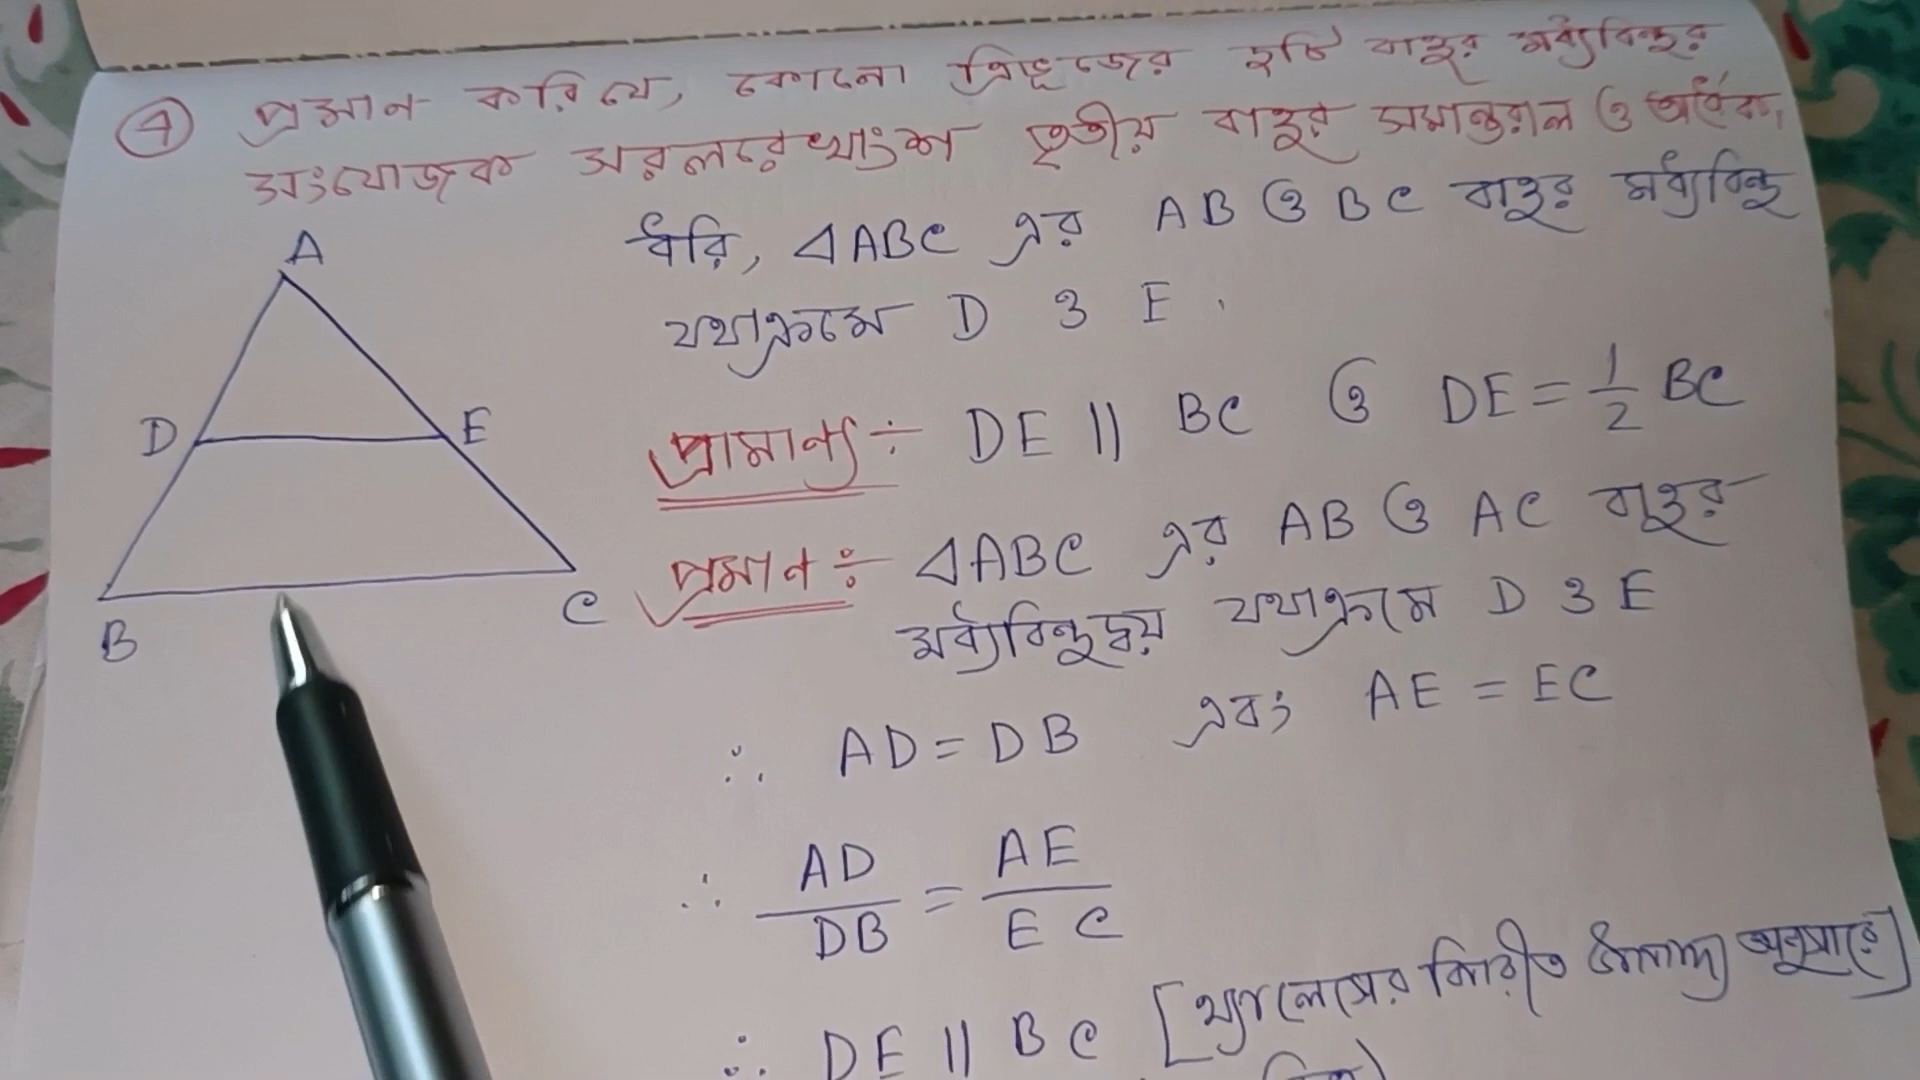 ৭ প্রমান করি যে, কোনো ত্রিভূজের দুটি বাহুর মধ্যবিন্দুর
সংযোজক সরলরেখাংশ তৃতীয় বাহুর সমান্তরাল ও অর্ধেক।
ধরি, △ABC এর AB ও BC বাহুর মধ্যবিন্দু
যথাক্রমে D ও E.
প্রামান্য ÷ DE || BC ও DE = 1/2 BC
প্রমান ÷ △ABC এর AB ও AC বাহুর
মধ্যবিন্দুদ্বয় যথাক্রমে D ও E
∴ AD = DB এবং AE = EC
∴ AD/DB = AE/EC
∴ DE || BC [থ্যালেসের বিপরীত উপপাদ্য অনুসারে]
A
D E
B C